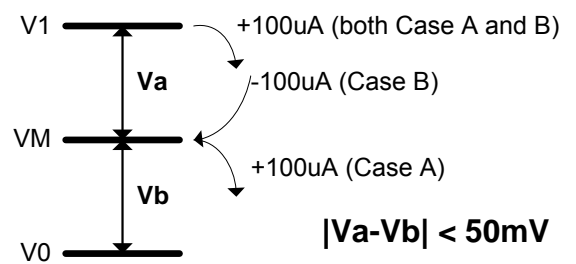 V1
+100uA (both Case A and B)
Va
-100uA (Case B)
VM
+100uA (Case A)
Vb
|Va-Vb| < 50mV
V0